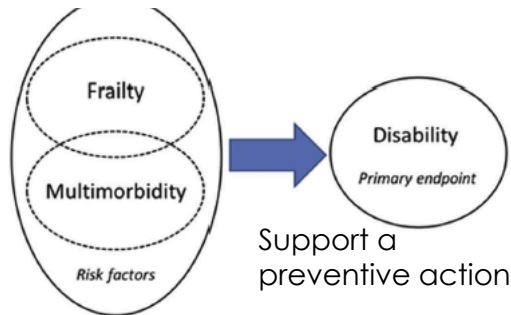 Frailty
Multimorbidity
Risk factors
Disability
Primary endpoint
Support a
preventive action